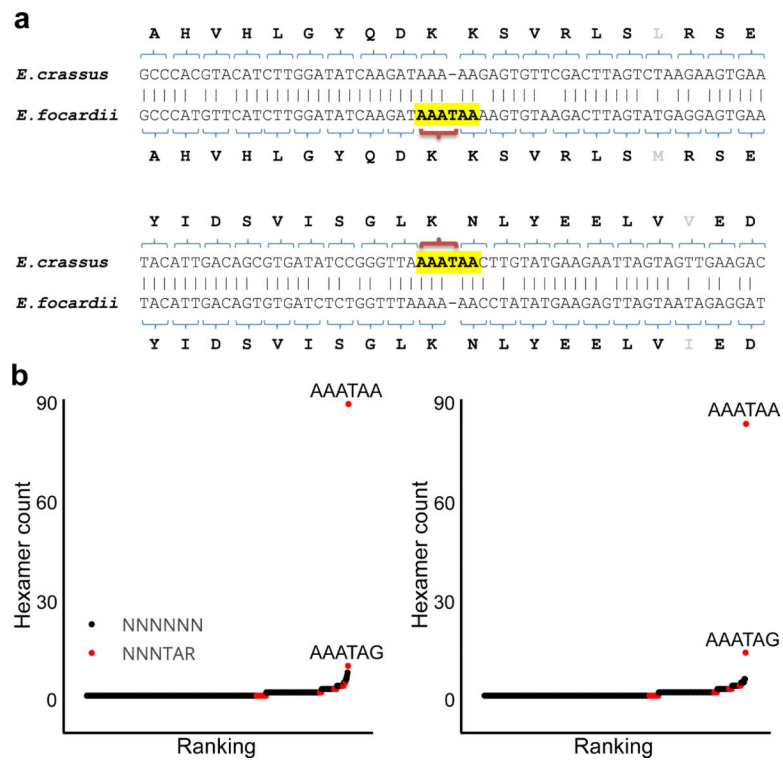 a
A H V H L G Y Q D K K S V R L S L R S E
E.crassus GCCCACGTACATCTTGGATATCAAGATAAA-AAGAGTGTTCGACTTAGTCTAAGAAGTGAA
E.focardii GCCCATGTTCATCTTGGATATCAAGATAAATAAAAGTGTAAGACTTAGTATGAGGAGTGAA
A H V H L G Y Q D K K S V R L S M R S E
Y I D S V I S G L K N L Y E E L V V E D
E.crassus TACATTGACAGCGTGATATCCGGGTTAAAATAACTTGTATGAAGAATTAGTAGTTGAAGAC
E.focardii TACATTGACAGTGTGATCTCTGGTTTAAAA-AACCTATATGAAGAGTTAGTAATAGAGGAT
Y I D S V I S G L K N L Y E E L V I E D
b
Hexamer count
90
60
30
0
AAATAA
NNNNNN
NNNTAR
AAATAG
Ranking
Hexamer count
90
60
30
0
AAATAA
AAATAG
Ranking